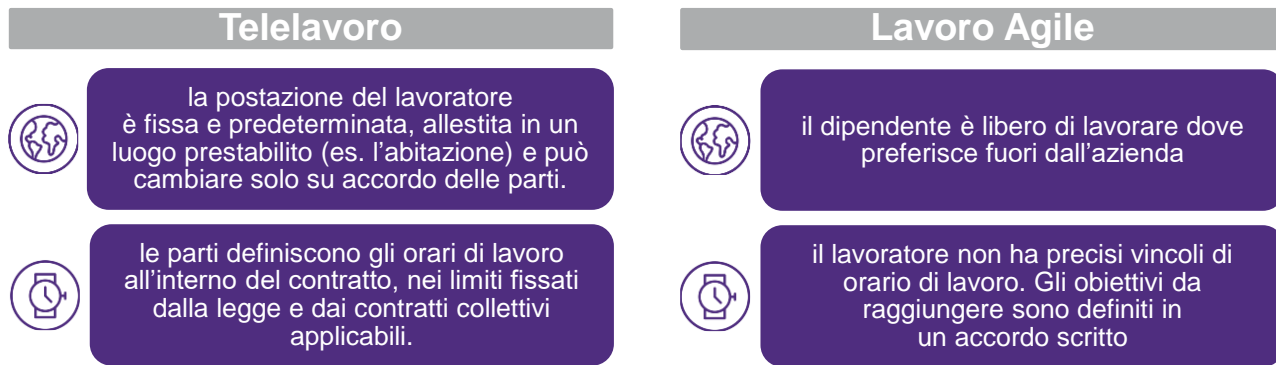 Telelavoro
la postazione del lavoratore
è fissa e predeterminata, allestita in un
luogo prestabilito (es. l'abitazione) e può
cambiare solo su accordo delle parti.
le parti definiscono gli orari di lavoro
all'interno del contratto, nei limiti fissati
dalla legge e dai contratti collettivi
applicabili.
Lavoro Agile
il dipendente è libero di lavorare dove
preferisce fuori dall'azienda
il lavoratore non ha precisi vincoli di
orario di lavoro. Gli obiettivi da
raggiungere sono definiti in
un accordo scritto